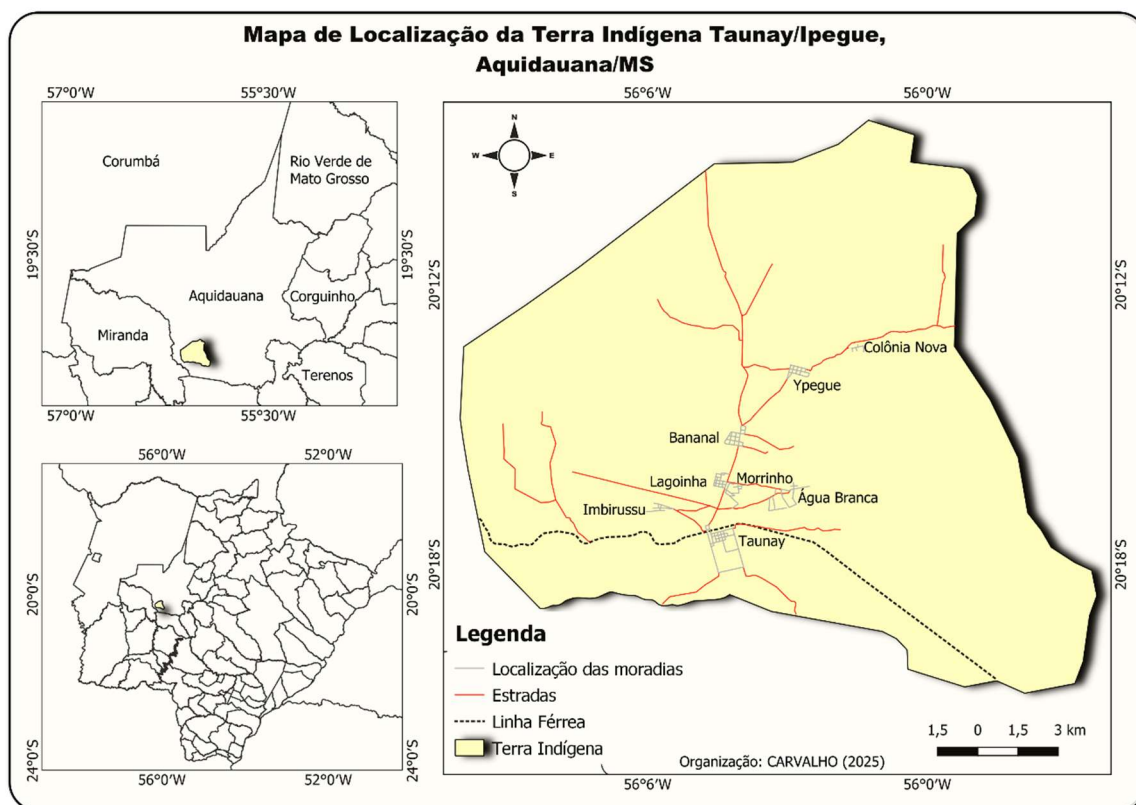 Mapa de Localização da Terra Indígena Taunay/Ipegue,
Aquidauana/MS
57°0'W 55°30'W
Corumbá
Rio Verde de
Mato Grosso
19°30'S 19°30'S
Aquidauana
Corguinho
Miranda
Terenos
57°0'W 55°30'W
56°0'W 52°0'W
20°0'S 20°0'S
24°0'S 24°0'S
56°0'W 52°0'W
56°6'W 56°0'W
N
W E
S
20°12'S 20°12'S
Colônia Nova
Ypegue
Bananal
Lagoinha Morrinho
Água Branca
Imbirussu
Taunay
20°18'S 20°18'S
Legenda
Localização das moradias
Estradas
Linha Férrea
Terra Indígena
1,5 0 1,5 3 km
Organização: CARVALHO (2025)
56°6'W 56°0'W